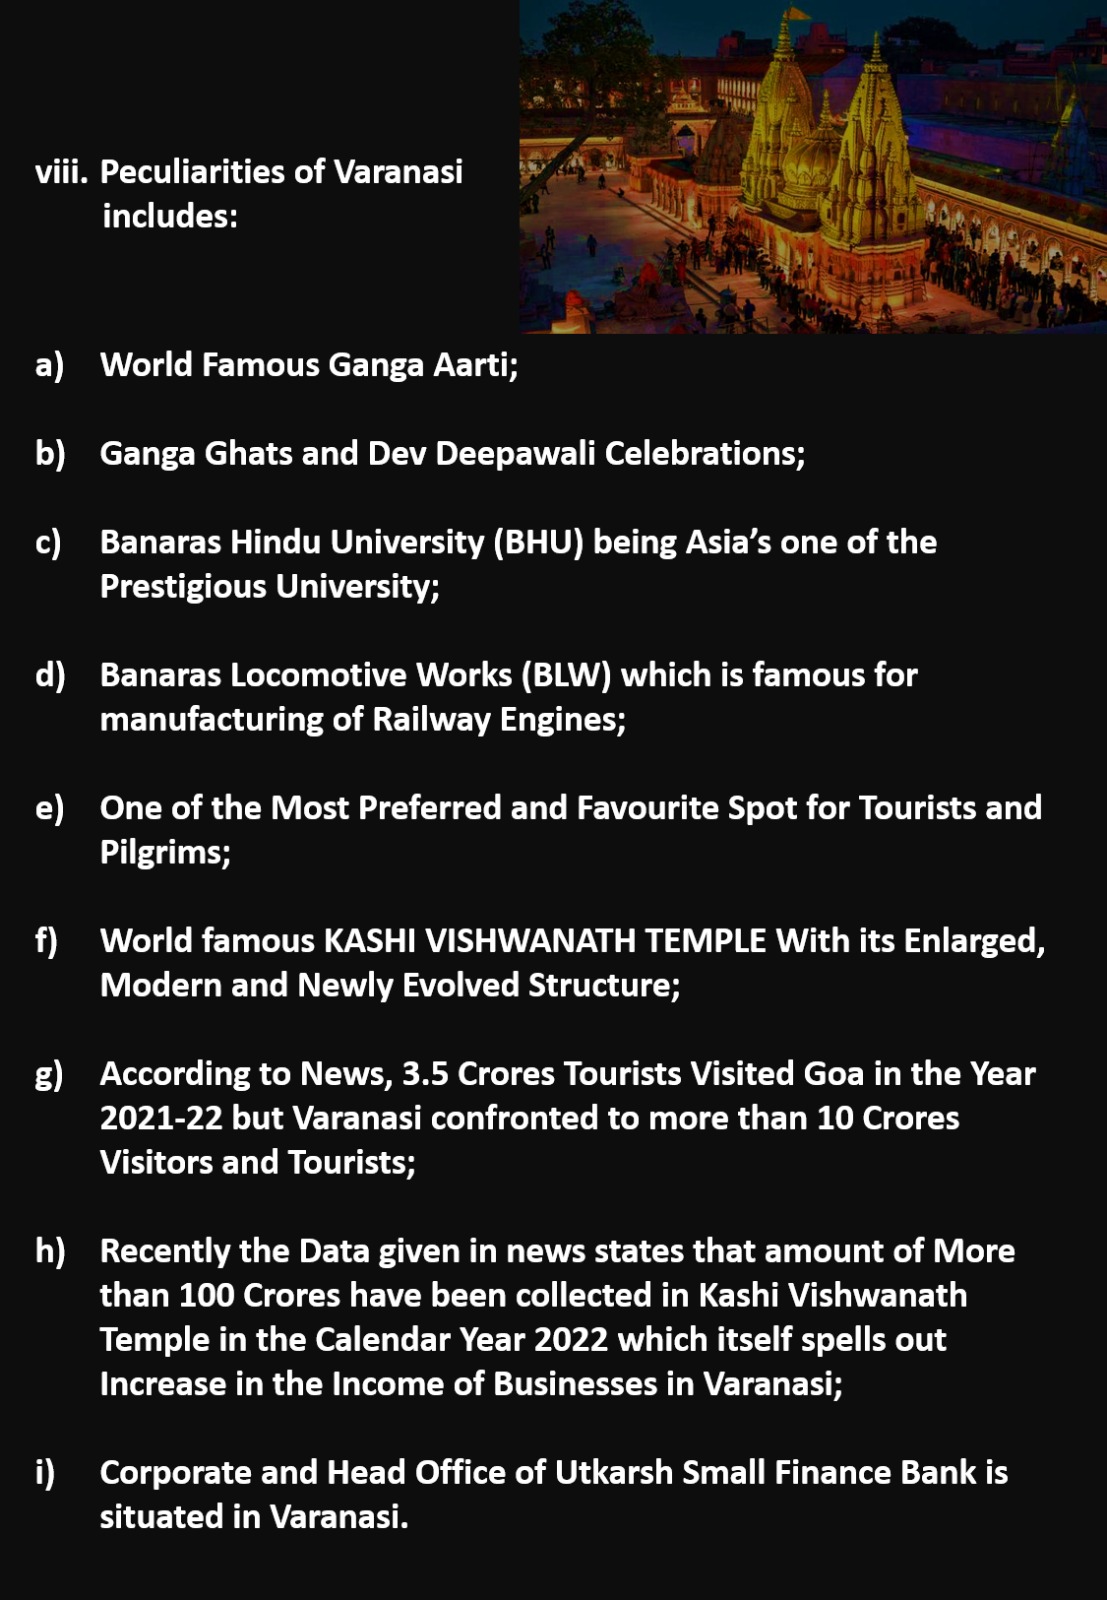 viii. Peculiarities of Varanasi
includes:
a) World Famous Ganga Aarti;
b) Ganga Ghats and Dev Deepawali Celebrations;
c) Banaras Hindu University (BHU) being Asia’s one of the
Prestigious University;
d) Banaras Locomotive Works (BLW) which is famous for
manufacturing of Railway Engines;
e) One of the Most Preferred and Favourite Spot for Tourists and
Pilgrims;
f) World famous KASHI VISHWANATH TEMPLE With its Enlarged,
Modern and Newly Evolved Structure;
g) According to News, 3.5 Crores Tourists Visited Goa in the Year
2021-22 but Varanasi confronted to more than 10 Crores
Visitors and Tourists;
h) Recently the Data given in news states that amount of More
than 100 Crores have been collected in Kashi Vishwanath
Temple in the Calendar Year 2022 which itself spells out
Increase in the Income of Businesses in Varanasi;
i) Corporate and Head Office of Utkarsh Small Finance Bank is
situated in Varanasi.